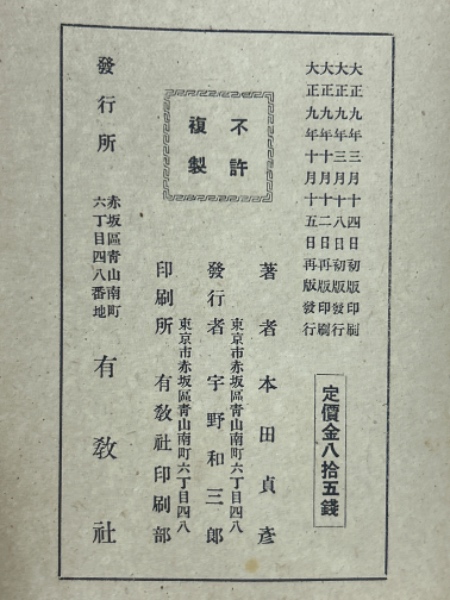 大正九年三月十四日初版印刷
大正九年三月十八日初版發行
大正九年十月十二日再版印刷
大正九年十月十五日再版發行
定價金八拾五錢
不許
複製
著者 本田貞彥
東京市赤坂區靑山南町六丁目四八
發行者 宇野和三郞
東京市赤坂區靑山南町六丁目四八
印刷所 有敎社印刷部
發行所
赤坂區靑山南町
六丁目四八番地
有敎社